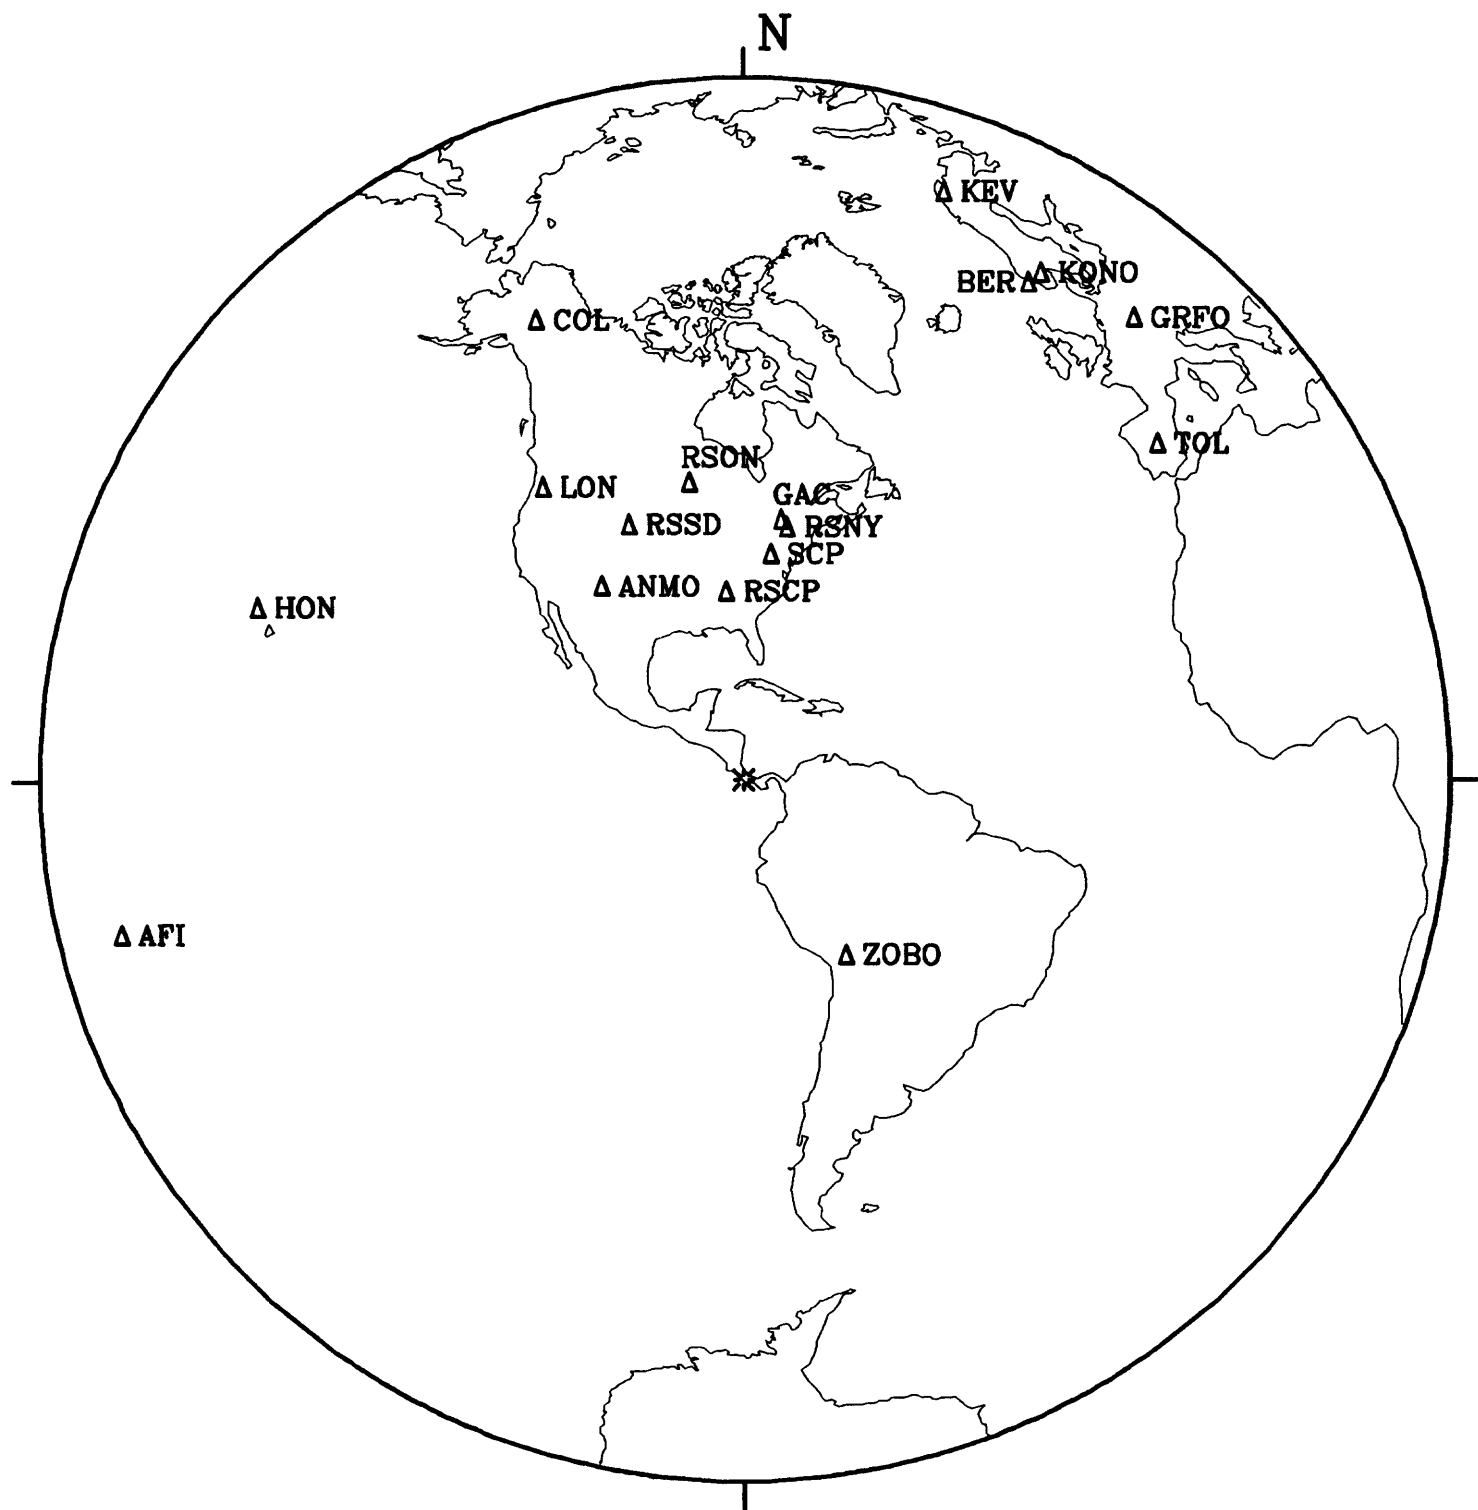 N
KEV
BER
KONO
COL
GRFO
TOL
RSON
LON
GAC
RSSD
RSNY
SCP
ANMO
RSCP
HON
AFI
ZOBO